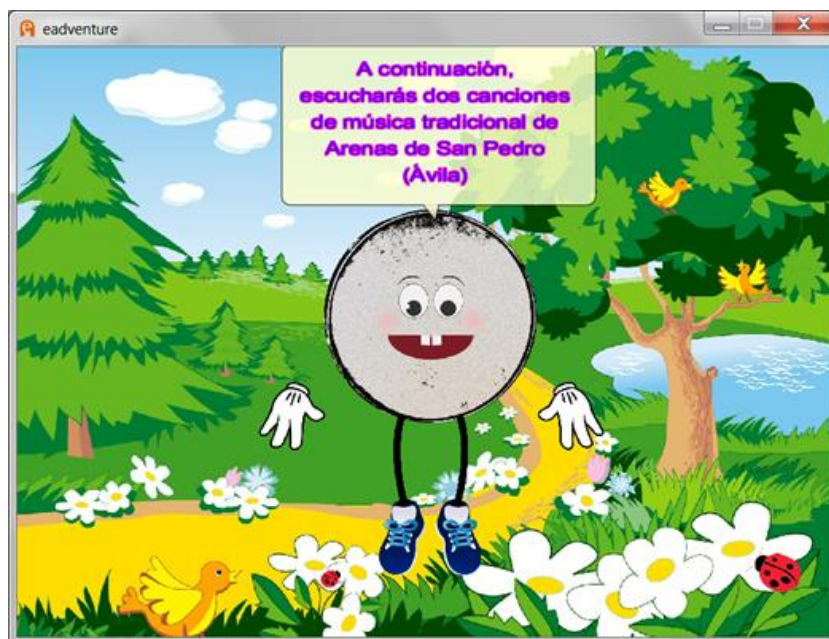 eadventure
A continuación,
escucharás dos canciones
de música tradicional de
Arenas de San Pedro
(Ávila)